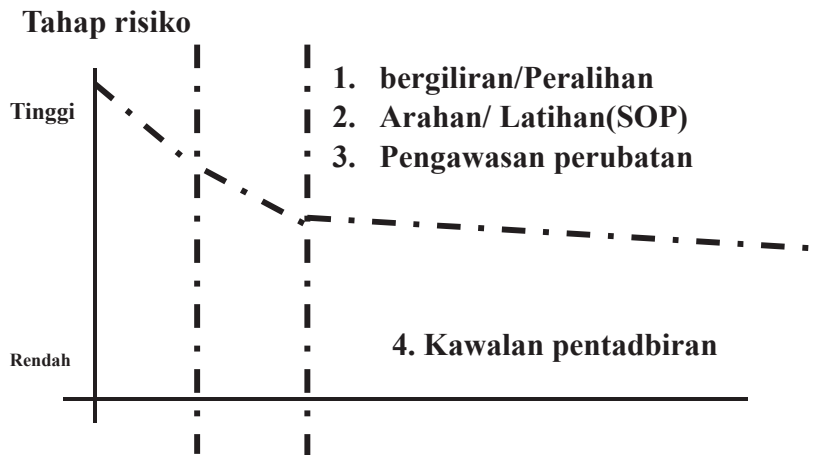 Tahap risiko
Tinggi
1. bergiliran/Peralihan
2. Arahan/ Latihan(SOP)
3. Pengawasan perubatan
4. Kawalan pentadbiran
Rendah